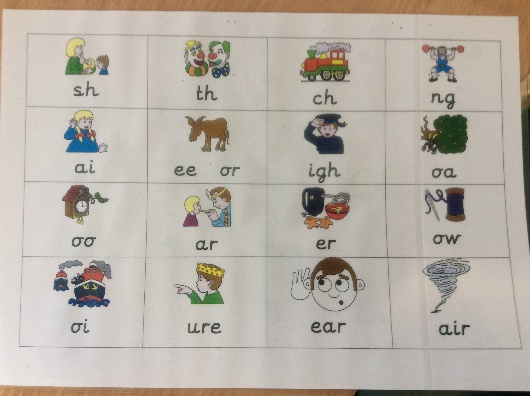 sh th ch ng
ai ee or igh oa
oo ar er ow
oi ure ear air